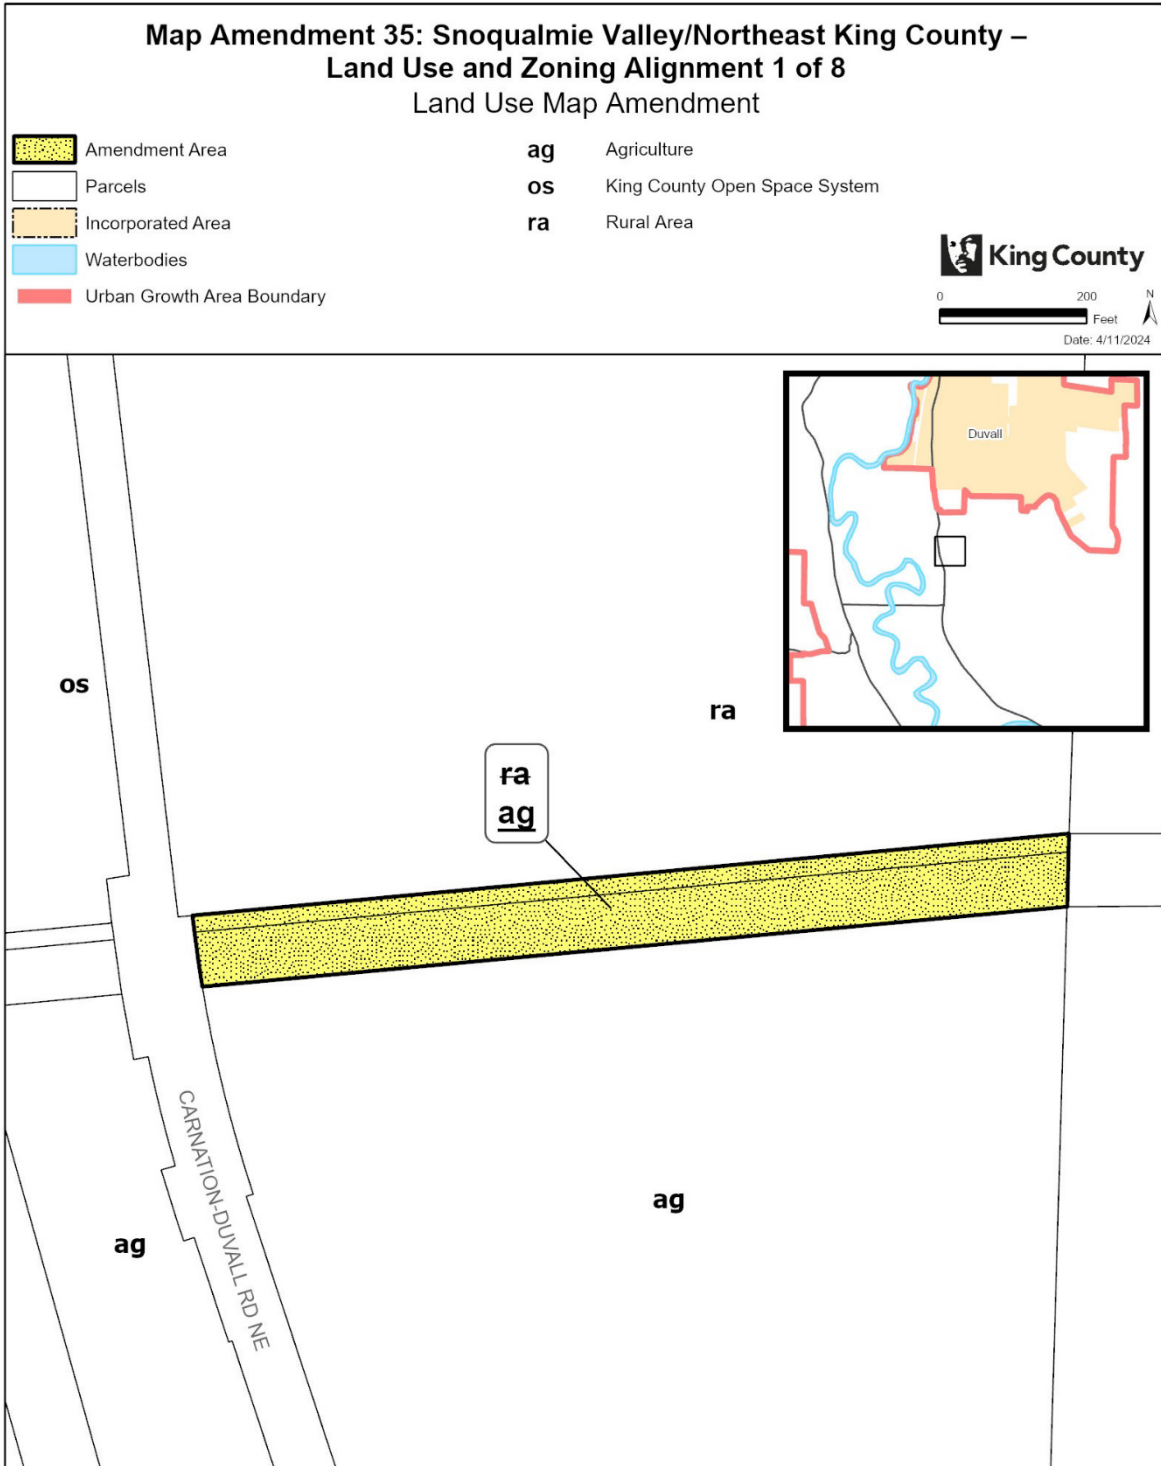 Map Amendment 35: Snoqualmie Valley/Northeast King County –
Land Use and Zoning Alignment 1 of 8
Land Use Map Amendment
Amendment Area
Parcels
Incorporated Area
Waterbodies
Urban Growth Area Boundary
ag Agriculture
os King County Open Space System
ra Rural Area
King County
0 200
Feet
N
Date: 4/11/2024
Duvall
os
ra
ra
ag
CARNATION-DUVALL RD NE
ag
ag